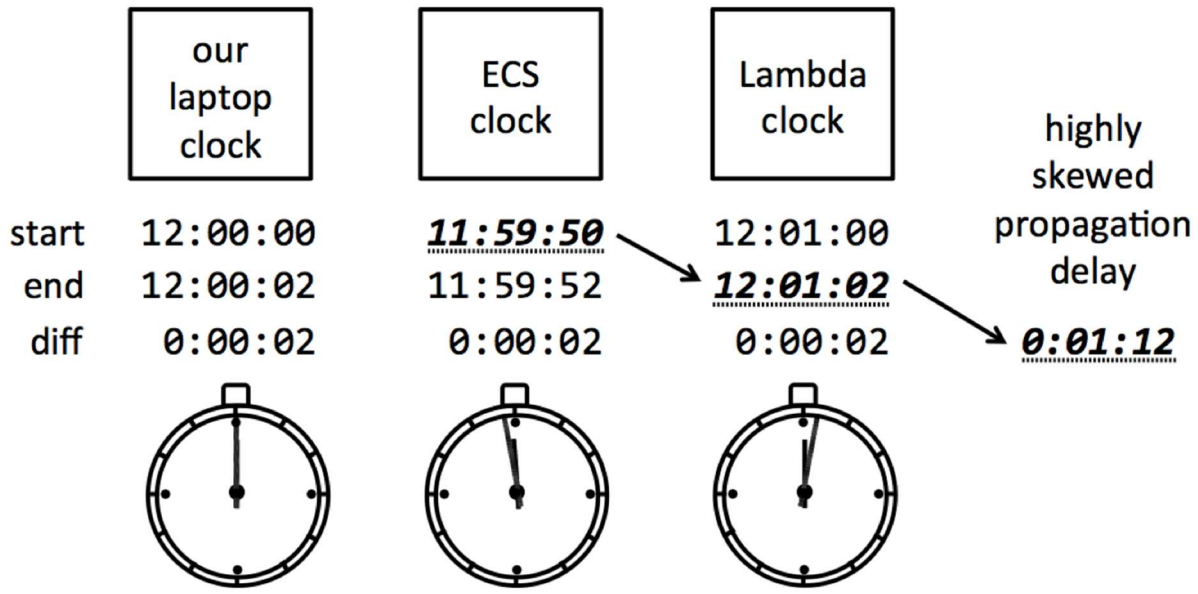 our
laptop
clock
ECS
clock
Lambda
clock
highly
skewed
propagation
delay
start 12:00:00 11:59:50 12:01:00
end 12:00:02 11:59:52 12:01:02
diff 0:00:02 0:00:02 0:00:02 0:01:12